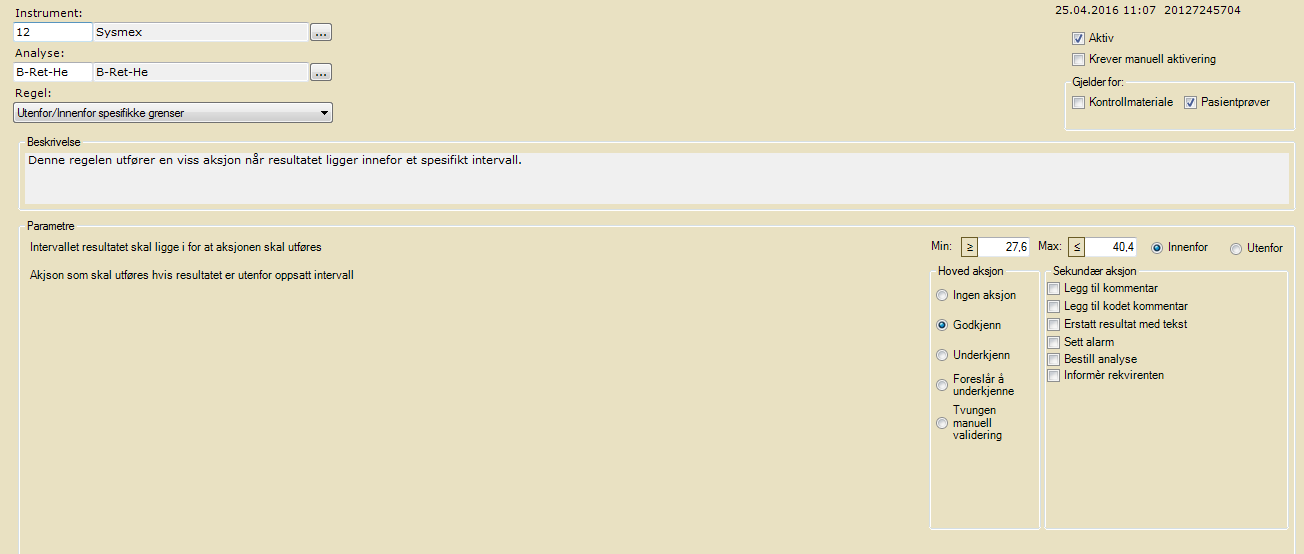 Instrument:
25.04.2016 11:07 20127245704
12 Sysmex ...
Aktiv
Analyse:
Krever manuell aktivering
B-Ret-He B-Ret-He ...
Gjelder for:
Regel:
Kontrollmateriale Pasientprøver
Utenfor/Innenfor spesifikke grenser
Beskrivelse
Denne regelen utfører en viss aksjon når resultatet ligger innefor et spesifikt intervall.
Parametre
Intervallet resultatet skal ligge i for at aksjonen skal utføres
Min: ≥ 27,6 Max: ≤ 40,4 Innenfor Utenfor
Akjson som skal utføres hvis resultatet er utenfor oppsatt intervall
Hoved aksjon
Ingen aksjon
Godkjenn
Underkjenn
Foreslår å
underkjenne
Tvungen
manuell
validering
Sekundær aksjon
Legg til kommentar
Legg til kodet kommentar
Erstatt resultat med tekst
Sett alarm
Bestill analyse
Informèr rekvirenten